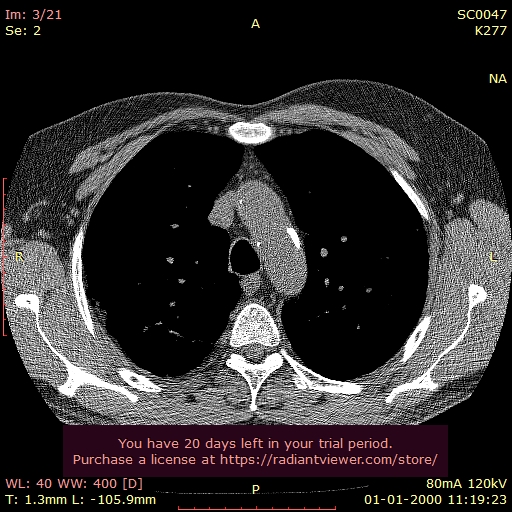 Im: 3/21
Se: 2
A
SC0047
K277
NA
R
L
You have 20 days left in your trial period.
Purchase a license at https://radiantviewer.com/store/
WL: 40 WW: 400 [D]
T: 1.3mm L: -105.9mm
P
80mA 120kV
01-01-2000 11:19:23